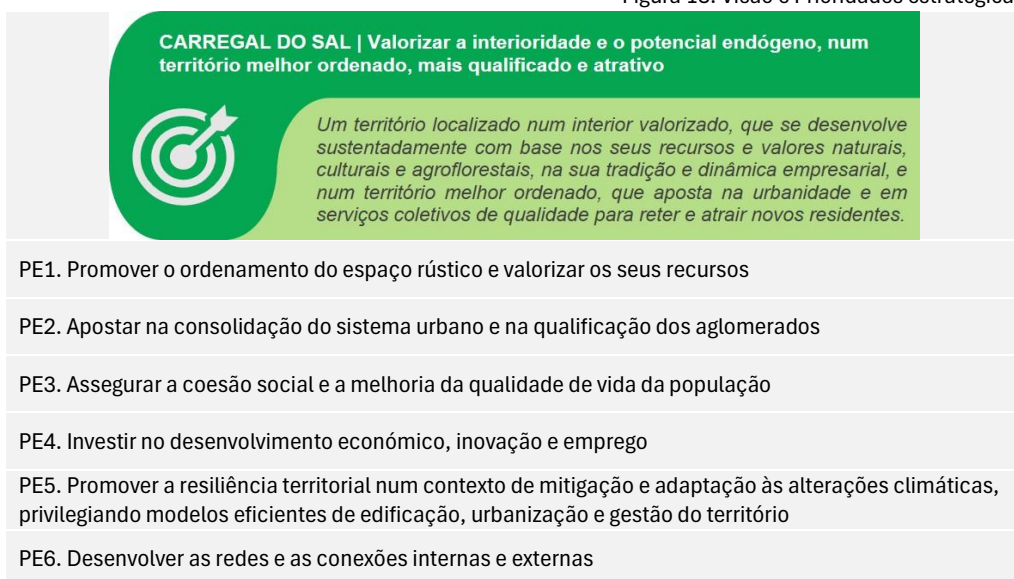 Figura 18. Visão e Prioridades estratégica
CARREGAL DO SAL | Valorizar a interioridade e o potencial endógeno, num
território melhor ordenado, mais qualificado e atrativo
Um território localizado num interior valorizado, que se desenvolve
sustentadamente com base nos seus recursos e valores naturais,
culturais e agroflorestais, na sua tradição e dinâmica empresarial, e
num território melhor ordenado, que aposta na urbanidade e em
serviços coletivos de qualidade para reter e atrair novos residentes.
PE1. Promover o ordenamento do espaço rústico e valorizar os seus recursos
PE2. Apostar na consolidação do sistema urbano e na qualificação dos aglomerados
PE3. Assegurar a coesão social e a melhoria da qualidade de vida da população
PE4. Investir no desenvolvimento económico, inovação e emprego
PE5. Promover a resiliência territorial num contexto de mitigação e adaptação às alterações climáticas,
privilegiando modelos eficientes de edificação, urbanização e gestão do território
PE6. Desenvolver as redes e as conexões internas e externas